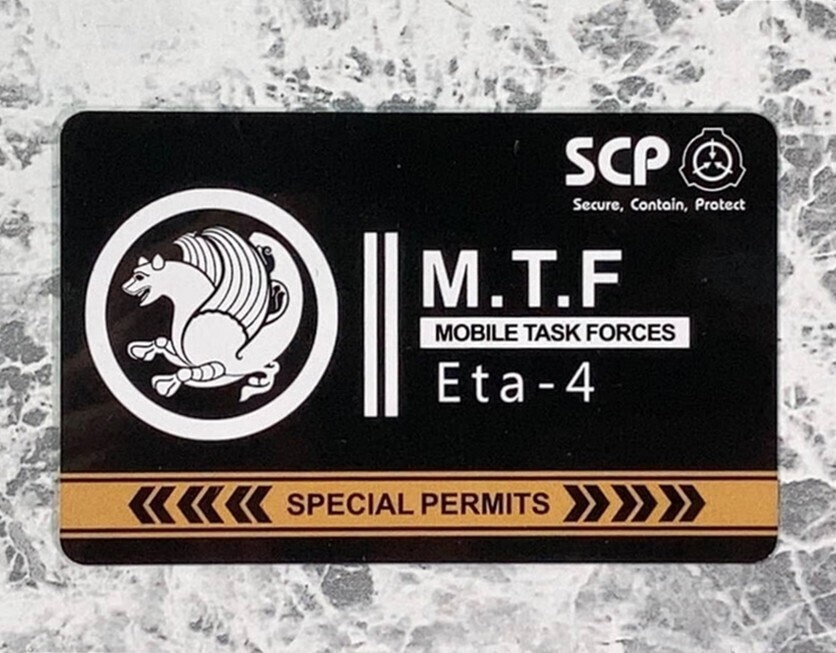 SCP
Secure, Contain, Protect
M.T.F
MOBILE TASK FORCES
Eta-4
SPECIAL PERMITS